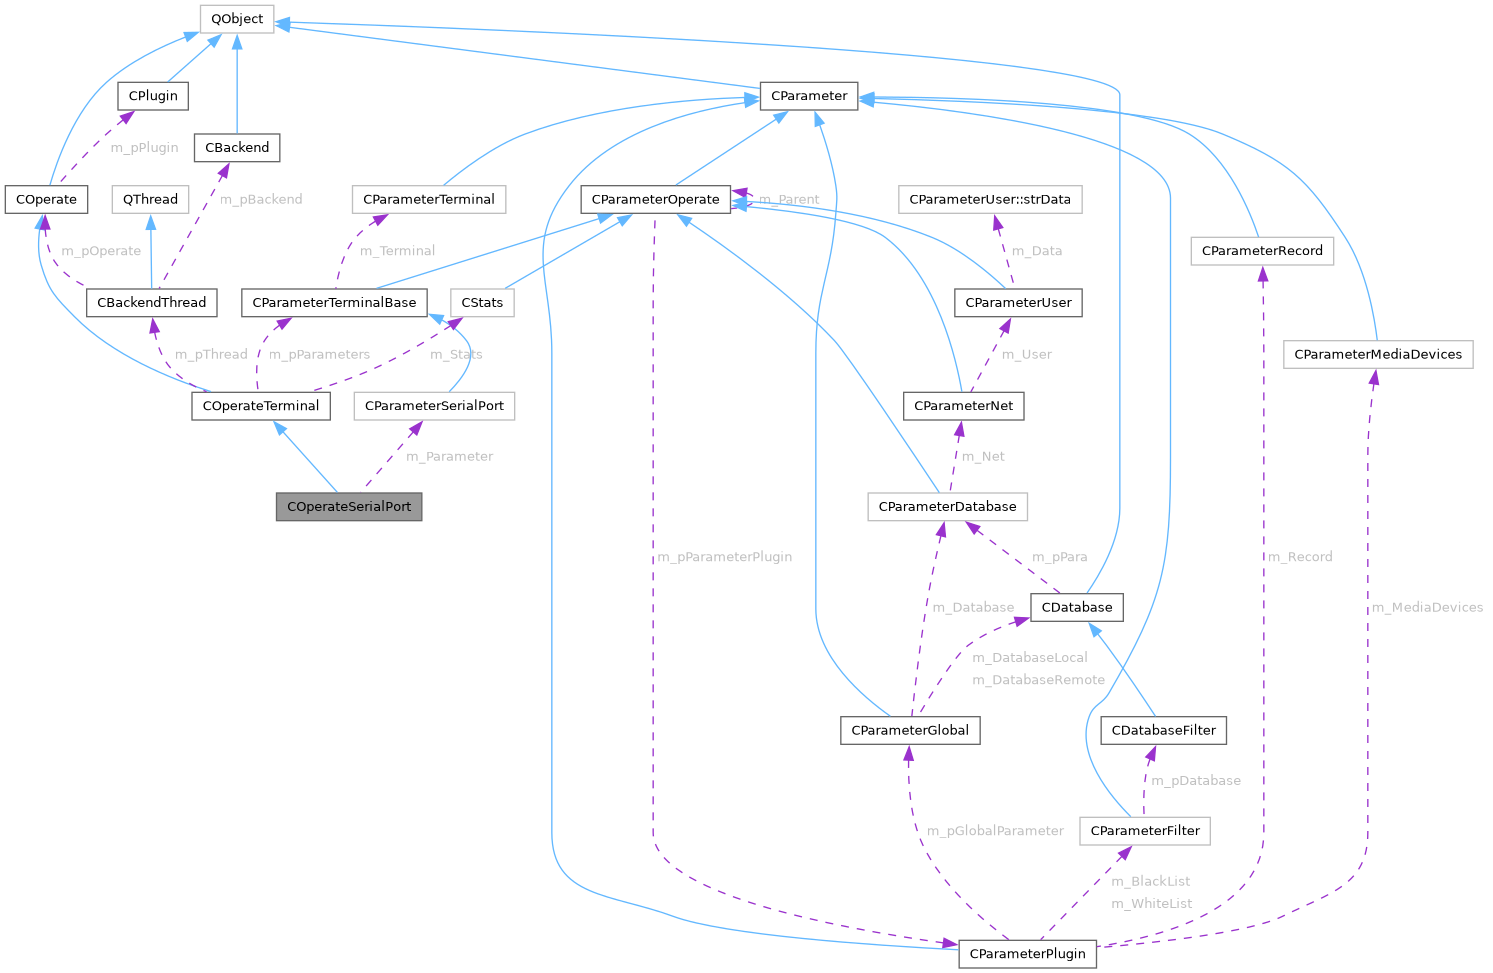 QObject
CPlugin
CParameter
m_pPlugin
CBackend
COperate
QThread
m_pBackend
CParameterTerminal
CParameterOperate
m_Parent
CParameterUser::strData
m_pOperate
m_Terminal
m_Data
CParameterRecord
CBackendThread
CParameterTerminalBase
CStats
CParameterUser
m_pThread
m_pParameters
m_Stats
m_User
CParameterMediaDevices
COperateTerminal
CParameterSerialPort
CParameterNet
m_Parameter
m_Net
COperateSerialPort
CParameterDatabase
m_pParameterPlugin
m_pPara
m_Record
m_Database
CDatabase
m_MediaDevices
m_DatabaseLocal
m_DatabaseRemote
CParameterGlobal
CDatabaseFilter
m_pDatabase
m_pGlobalParameter
CParameterFilter
m_BlackList
m_WhiteList
CParameterPlugin